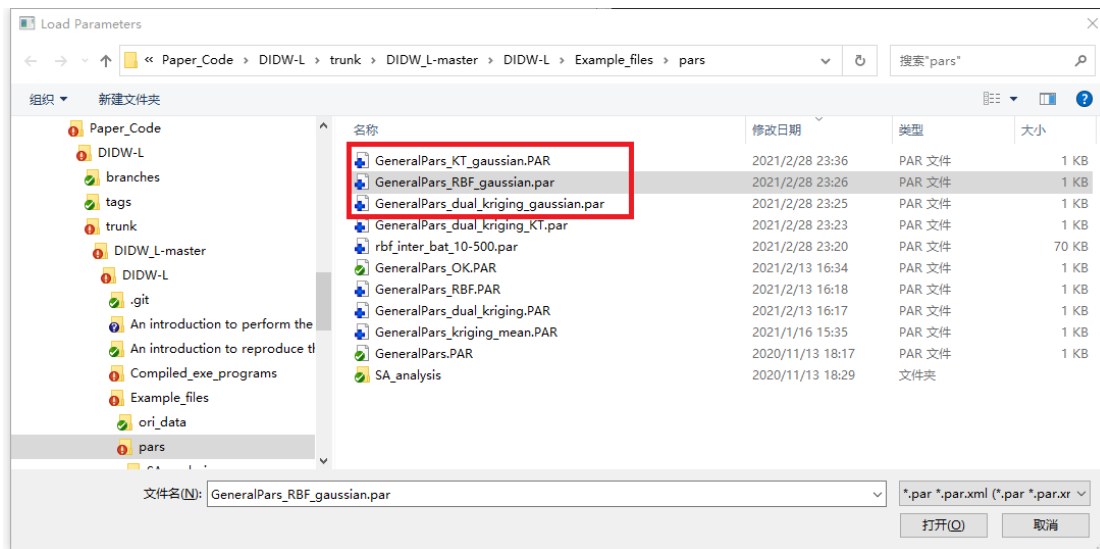 Load Parameters
« Paper_Code › DIDW-L › trunk › DIDW_L-master › DIDW-L › Example_files › pars
搜索"pars"
组织 新建文件夹
名称 修改日期 类型 大小
Paper_Code
DIDW-L
branches
tags
trunk
DIDW_L-master
DIDW-L
.git
An introduction to perform the
An introduction to reproduce th
Compiled_exe_programs
Example_files
ori_data
pars
GeneralPars_KT_gaussian.PAR 2021/2/28 23:36 PAR 文件 1 KB
GeneralPars_RBF_gaussian.par 2021/2/28 23:26 PAR 文件 1 KB
GeneralPars_dual_kriging_gaussian.par 2021/2/28 23:25 PAR 文件 1 KB
GeneralPars_dual_kriging_KT.par 2021/2/28 23:23 PAR 文件 1 KB
rbf_inter_bat_10-500.par 2021/2/28 23:20 PAR 文件 70 KB
GeneralPars_OK.PAR 2021/2/13 16:34 PAR 文件 1 KB
GeneralPars_RBF.PAR 2021/2/13 16:18 PAR 文件 1 KB
GeneralPars_dual_kriging.PAR 2021/2/13 16:17 PAR 文件 1 KB
GeneralPars_kriging_mean.PAR 2021/1/16 15:35 PAR 文件 1 KB
GeneralPars.PAR 2020/11/13 18:17 PAR 文件 1 KB
SA_analysis 2020/11/13 18:29 文件夹
文件名(N): GeneralPars_RBF_gaussian.par
*.par *.par.xml (*.par *.par.xr
打开(O) 取消